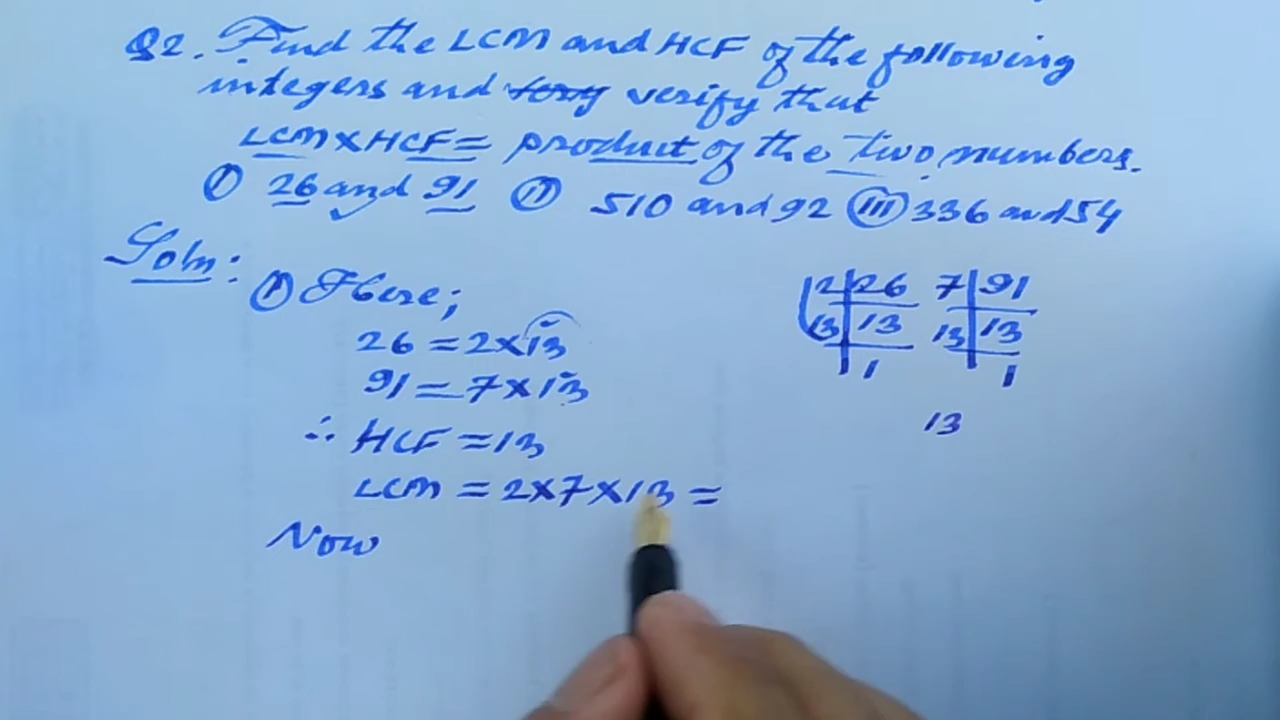 Q2. Find the LCM and HCF of the following
integers and very verify that
LCM×HCF= product of the two numbers.
(I) 26 and 91 (II) 510 and 92 (III) 336 and 54
Soln:
(I) Here;
26 = 2×13
91 = 7×13
∴ HCF = 13
LCM = 2×7×13 =
Now
2 | 26 7 | 91
13 | 13 13 | 13
1 1
13